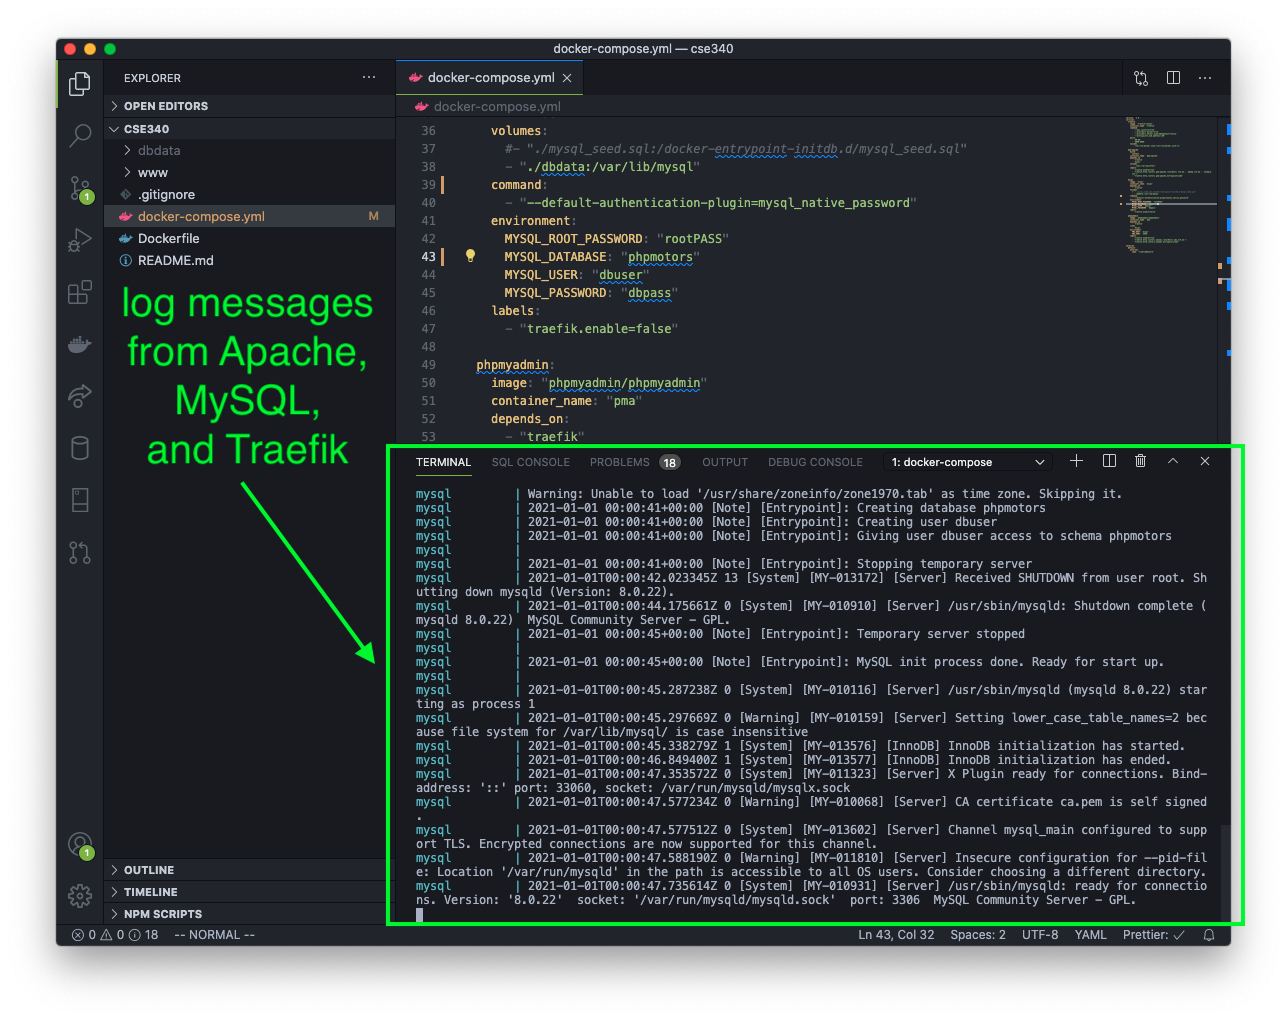 docker-compose.yml — cse340
EXPLORER
docker-compose.yml
OPEN EDITORS
docker-compose.yml
CSE340
dbdata
www
.gitignore
docker-compose.yml M
Dockerfile
README.md
1
36 volumes:
37 #- "./mysql_seed.sql:/docker-entrypoint-initdb.d/mysql_seed.sql"
38 - "./dbdata:/var/lib/mysql"
39 command:
40 - "--default-authentication-plugin=mysql_native_password"
41 environment:
42 MYSQL_ROOT_PASSWORD: "rootPASS"
43 MYSQL_DATABASE: "phpmotors"
44 MYSQL_USER: "dbuser"
45 MYSQL_PASSWORD: "dbpass"
46 labels:
47 - "traefik.enable=false"
48
49 phpmyadmin:
50 image: "phpmyadmin/phpmyadmin"
51 container_name: "pma"
52 depends_on:
53 - "traefik"
log messages
from Apache,
MySQL,
and Traefik
TERMINAL SQL CONSOLE PROBLEMS 18 OUTPUT DEBUG CONSOLE 1: docker-compose
mysql | Warning: Unable to load '/usr/share/zoneinfo/zone1970.tab' as time zone. Skipping it.
mysql | 2021-01-01 00:00:41+00:00 [Note] [Entrypoint]: Creating database phpmotors
mysql | 2021-01-01 00:00:41+00:00 [Note] [Entrypoint]: Creating user dbuser
mysql | 2021-01-01 00:00:41+00:00 [Note] [Entrypoint]: Giving user dbuser access to schema phpmotors
mysql |
mysql | 2021-01-01 00:00:41+00:00 [Note] [Entrypoint]: Stopping temporary server
mysql | 2021-01-01T00:00:42.023345Z 13 [System] [MY-013172] [Server] Received SHUTDOWN from user root. Sh
utting down mysqld (Version: 8.0.22).
mysql | 2021-01-01T00:00:44.175661Z 0 [System] [MY-010910] [Server] /usr/sbin/mysqld: Shutdown complete (
mysqld 8.0.22) MySQL Community Server - GPL.
mysql | 2021-01-01 00:00:45+00:00 [Note] [Entrypoint]: Temporary server stopped
mysql |
mysql | 2021-01-01 00:00:45+00:00 [Note] [Entrypoint]: MySQL init process done. Ready for start up.
mysql |
mysql | 2021-01-01T00:00:45.287238Z 0 [System] [MY-010116] [Server] /usr/sbin/mysqld (mysqld 8.0.22) star
ting as process 1
mysql | 2021-01-01T00:00:45.297669Z 0 [Warning] [MY-010159] [Server] Setting lower_case_table_names=2 bec
ause file system for /var/lib/mysql/ is case insensitive
mysql | 2021-01-01T00:00:45.338279Z 1 [System] [MY-013576] [InnoDB] InnoDB initialization has started.
mysql | 2021-01-01T00:00:46.849400Z 1 [System] [MY-013577] [InnoDB] InnoDB initialization has ended.
mysql | 2021-01-01T00:00:47.353572Z 0 [System] [MY-011323] [Server] X Plugin ready for connections. Bind-
address: '::' port: 33060, socket: /var/run/mysqld/mysqlx.sock
mysql | 2021-01-01T00:00:47.577234Z 0 [Warning] [MY-010068] [Server] CA certificate ca.pem is self signed
.
mysql | 2021-01-01T00:00:47.577512Z 0 [System] [MY-013602] [Server] Channel mysql_main configured to supp
ort TLS. Encrypted connections are now supported for this channel.
mysql | 2021-01-01T00:00:47.588190Z 0 [Warning] [MY-011810] [Server] Insecure configuration for --pid-fil
e: Location '/var/run/mysqld' in the path is accessible to all OS users. Consider choosing a different directory.
mysql | 2021-01-01T00:00:47.735614Z 0 [System] [MY-010931] [Server] /usr/sbin/mysqld: ready for connectio
ns. Version: '8.0.22' socket: '/var/run/mysqld/mysqld.sock' port: 3306 MySQL Community Server - GPL.
1
OUTLINE
TIMELINE
NPM SCRIPTS
0 0 18 -- NORMAL -- Ln 43, Col 32 Spaces: 2 UTF-8 YAML Prettier: ✓